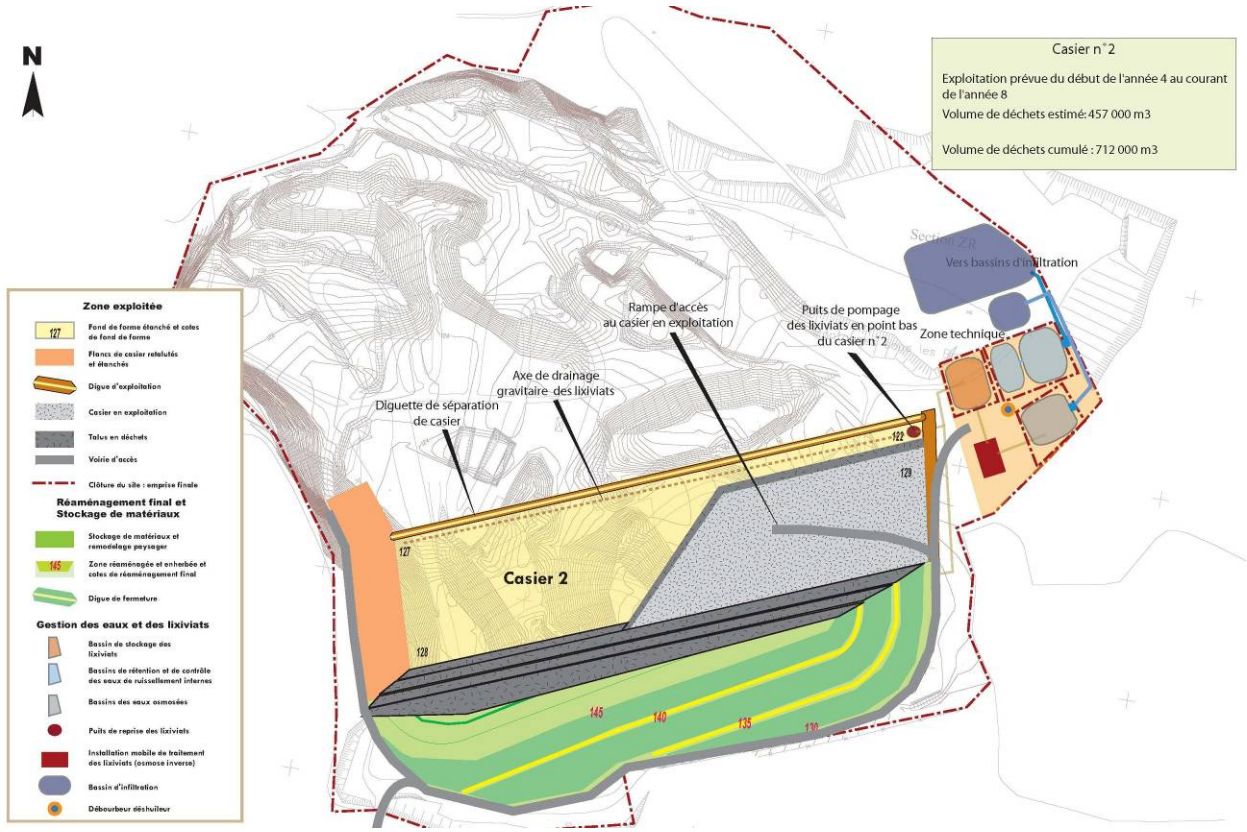 N
Casier n°2
Exploitation prévue du début de l'année 4 au courant
de l'année 8
Volume de déchets estimé: 457 000 m3
Volume de déchets cumulé : 712 000 m3
Section ZR
Vers bassins d'infiltration
Rampe d'accès
au casier en exploitation
Puits de pompage
des lixiviats en point bas
du casier n°2
Zone technique
Axe de drainage
gravitaire des lixiviats
Diguette de séparation
de casier
122
129
127
Casier 2
128
145
140
135
130
Zone exploitée
127
Fond de forme étanché et cotes
de fond de forme
Flancs de casier retalutés
et étanchés
Digue d'exploitation
Casier en exploitation
Talus en déchets
Voirie d'accès
Clôture du site : emprise finale
Réaménagement final et
Stockage de matériaux
Stockage de matériaux et
remodelage paysager
145
Zone réaménagée et enherbée et
cotes de réaménagement final
Digue de fermeture
Gestion des eaux et des lixiviats
Bassin de stockage des
lixiviats
Bassins de rétention et de contrôle
des eaux de ruissellement internes
Bassins des eaux osmosées
Puits de reprise des lixiviats
Installation mobile de traitement
des lixiviats (osmose inverse)
Bassin d'infiltration
Débourbeur déshuileur